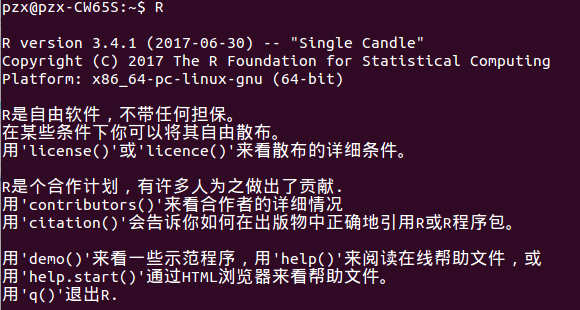 pzx@pzx-CW65S:~$ R
R version 3.4.1 (2017-06-30) -- "Single Candle"
Copyright (C) 2017 The R Foundation for Statistical Computing
Platform: x86_64-pc-linux-gnu (64-bit)
R是自由软件，不带任何担保。
在某些条件下你可以将其自由散布。
用'license()'或'licence()'来看散布的详细条件。
R是个合作计划，有许多人为之做出了贡献.
用'contributors()'来看合作者的详细情况
用'citation()'会告诉你如何在出版物中正确地引用R或R程序包。
用'demo()'来看一些示范程序，用'help()'来阅读在线帮助文件，或
用'help.start()'通过HTML浏览器来看帮助文件。
用'q()'退出R.